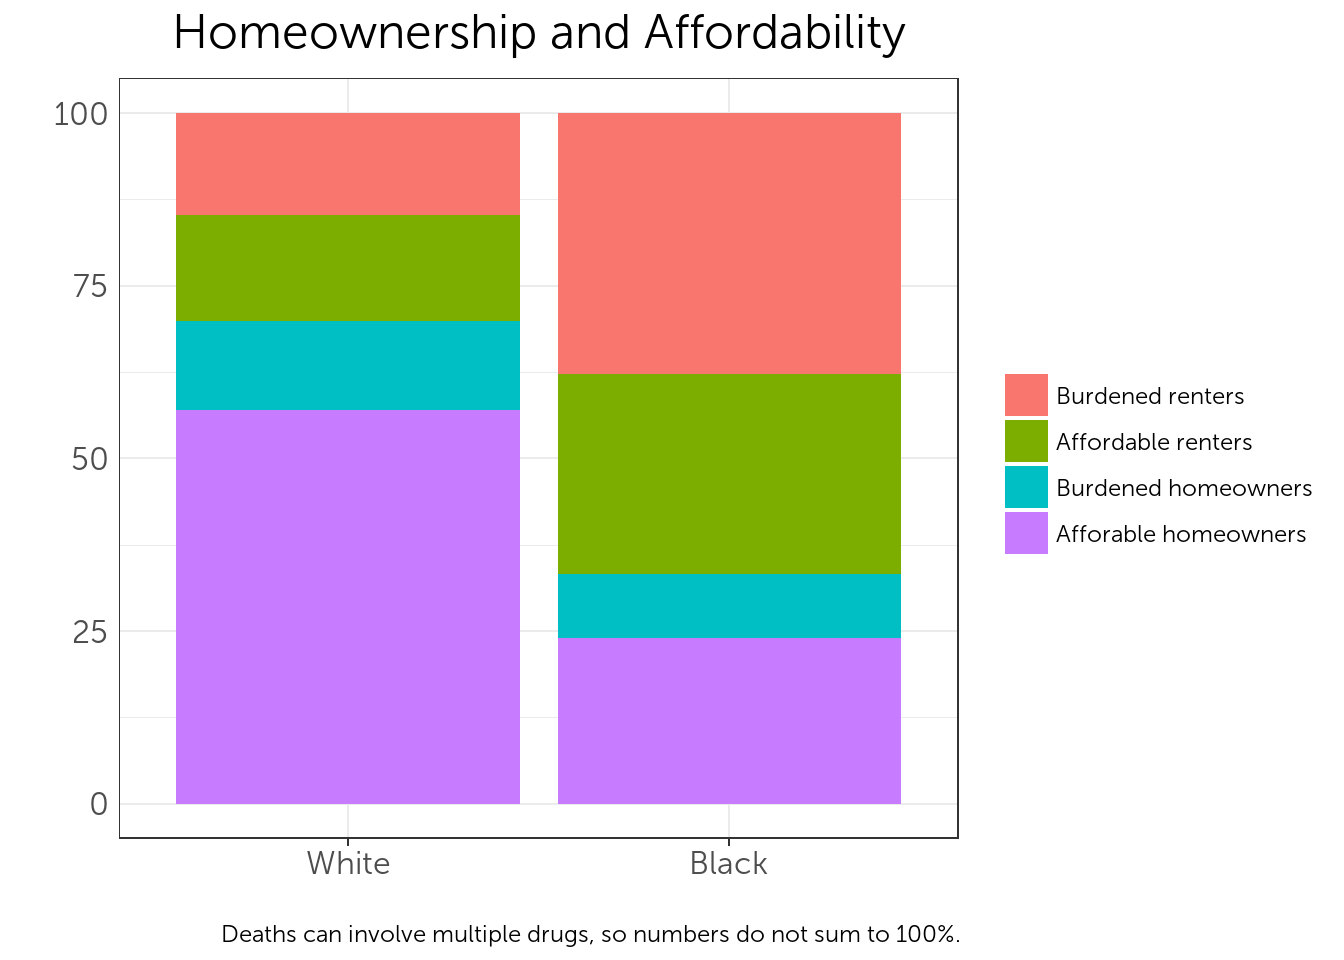 Homeownership and Affordability
100
75
50
25
0
White
Black
Burdened renters
Affordable renters
Burdened homeowners
Afforable homeowners
Deaths can involve multiple drugs, so numbers do not sum to 100%.